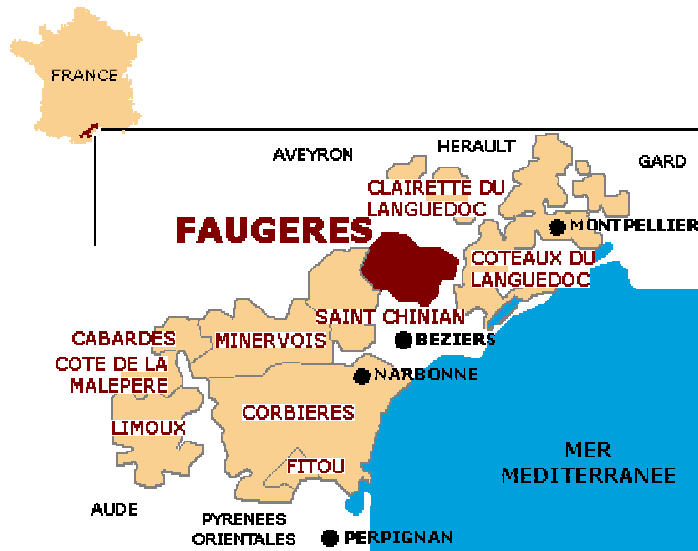 FRANCE
AVEYRON
HERAULT
GARD
CLAIRETTE DU
LANGUEDOC
FAUGERES
MONTPELLIER
COTEAUX DU
LANGUEDOC
SAINT CHINIAN
CABARDES
MINERVOIS
BEZIERS
COTE DE LA
MALEPERE
NARBONNE
LIMOUX
CORBIERES
FITOU
MER
MEDITERRANEE
AUDE
PYRENEES
ORIENTALES
PERPIGNAN